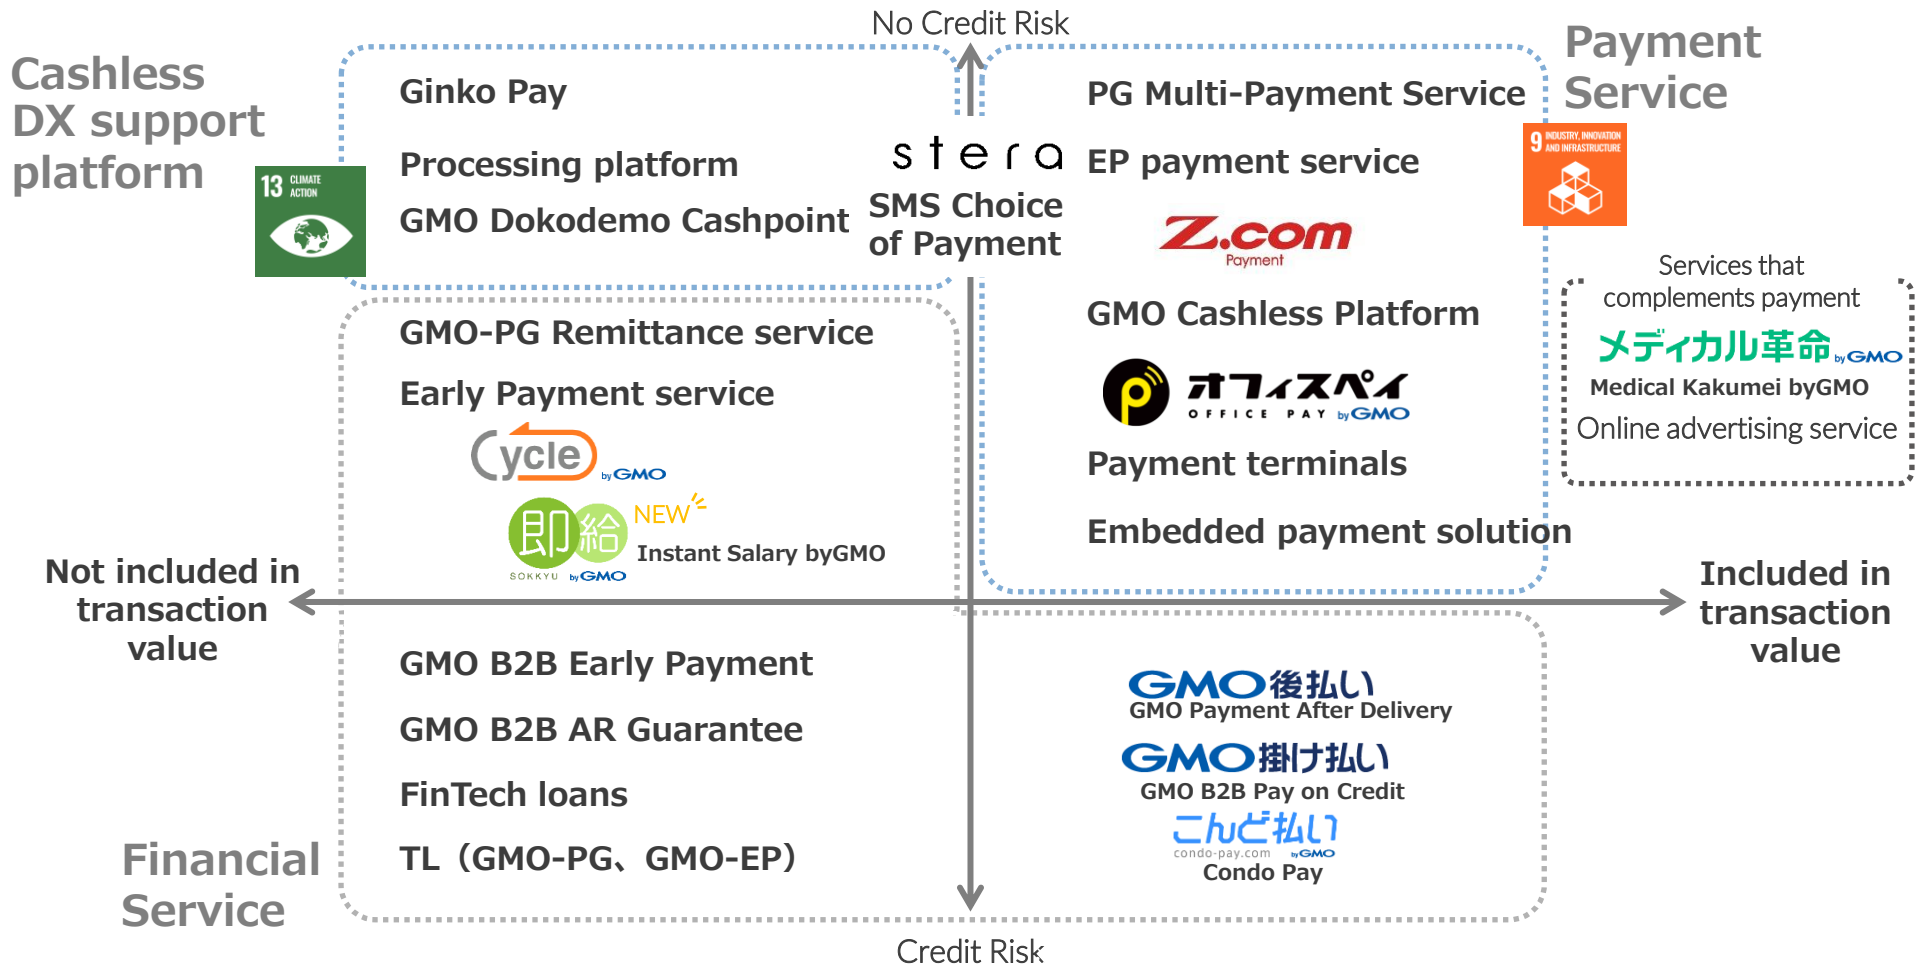 No Credit Risk
Cashless
DX support
platform
13 CLIMATE
ACTION
Ginko Pay
Processing platform
GMO Dokodemo Cashpoint
stera
SMS Choice
of Payment
Payment
Service
9 INDUSTRY, INNOVATION
AND INFRASTRUCTURE
PG Multi-Payment Service
EP payment service
Z.com
Payment
GMO Cashless Platform
P オフィスペイ
OFFICE PAY byGMO
Payment terminals
Embedded payment solution
Services that
complements payment
メディカル革命 byGMO
Medical Kakumei byGMO
Online advertising service
GMO-PG Remittance service
Early Payment service
Cycle
byGMO
即給 NEW
Instant Salary byGMO
SOKKYU byGMO
Not included in
transaction
value
Included in
transaction
value
GMO B2B Early Payment
GMO B2B AR Guarantee
FinTech loans
TL（GMO-PG、GMO-EP）
GMO後払い
GMO Payment After Delivery
GMO掛け払い
GMO B2B Pay on Credit
こんど払い
condo-pay.com byGMO
Condo Pay
Financial
Service
Credit Risk